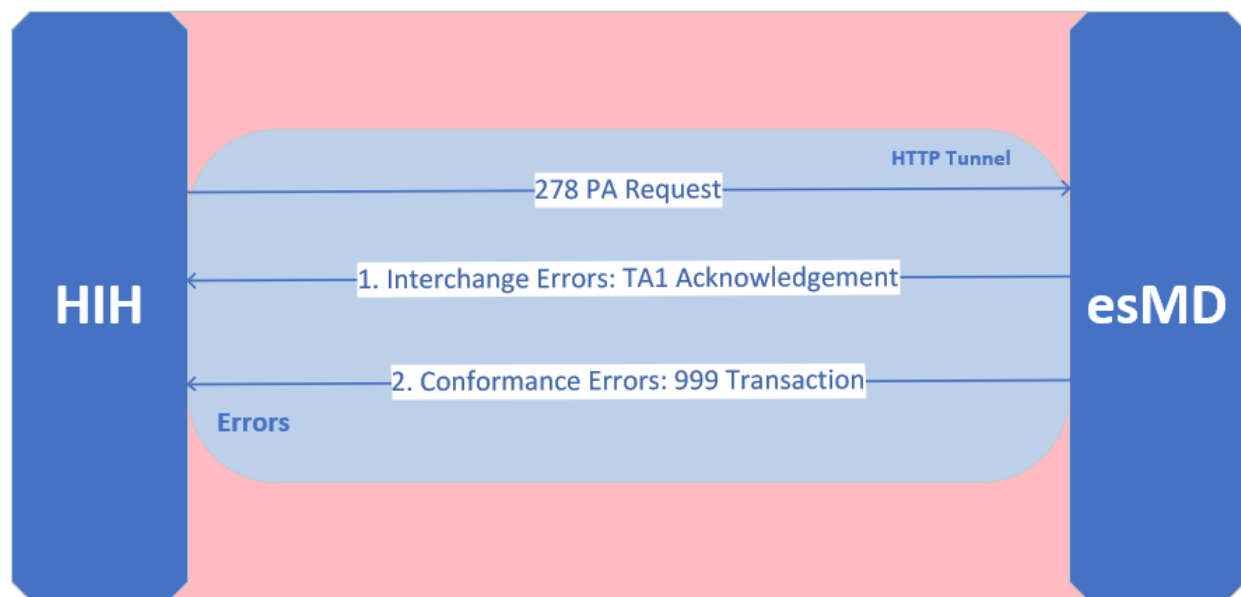 HTTP Tunnel
278 PA Request
1. Interchange Errors: TA1 Acknowledgement
HIH
esMD
2. Conformance Errors: 999 Transaction
Errors